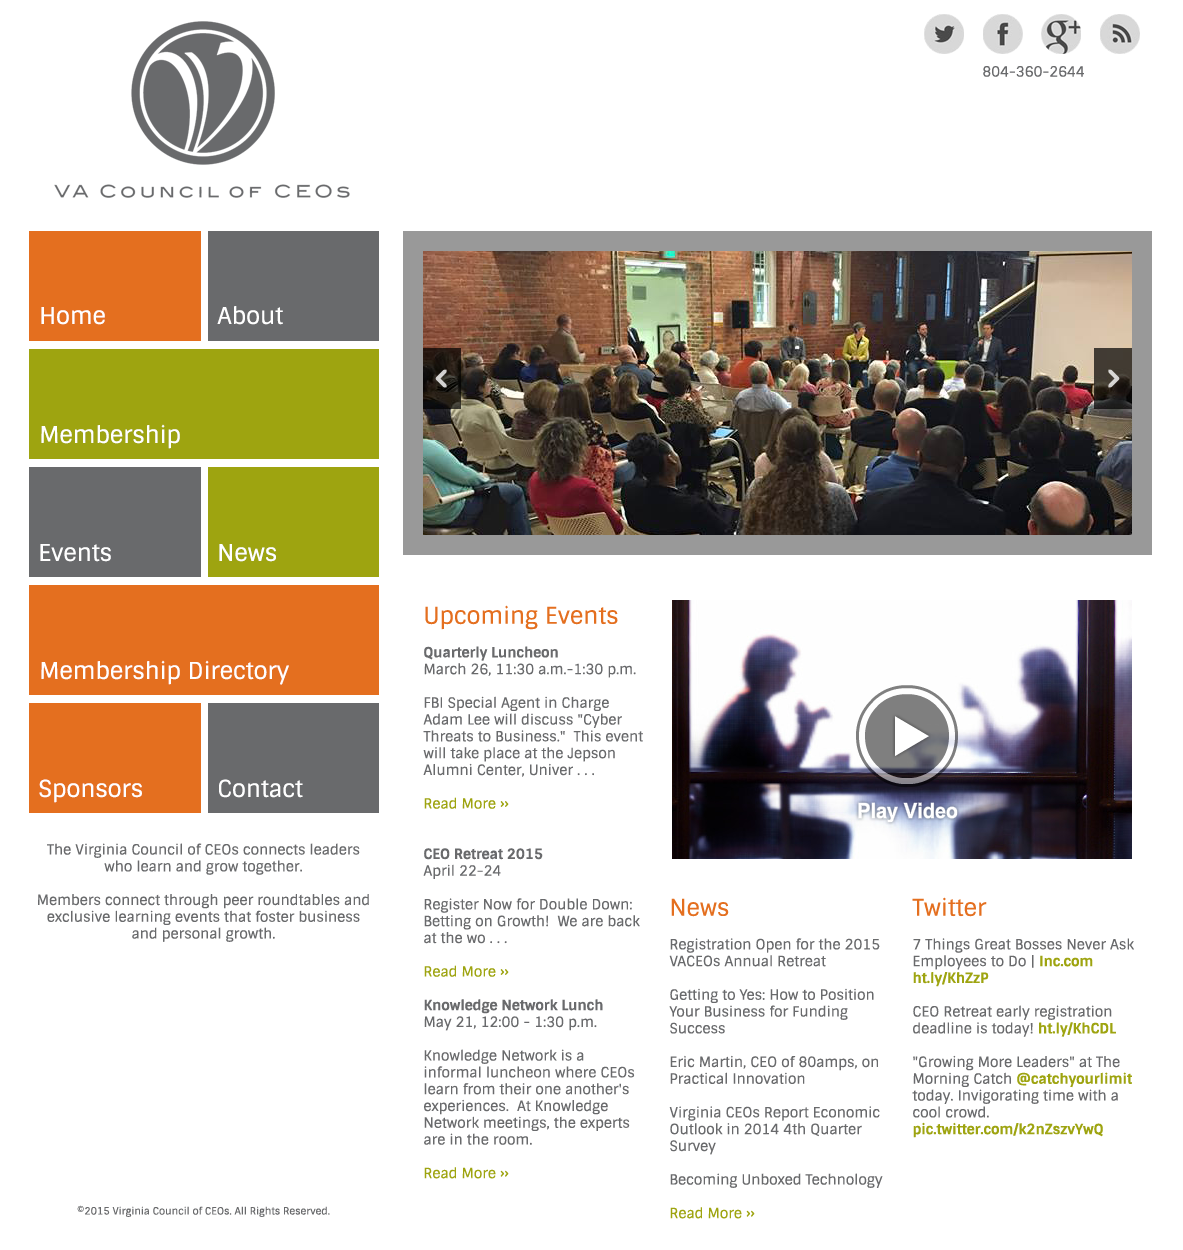 804-360-2644
VA COUNCIL OF CEOS
Home
About
Membership
Events
News
Membership Directory
Sponsors
Contact
The Virginia Council of CEOs connects leaders
who learn and grow together.
Members connect through peer roundtables and
exclusive learning events that foster business
and personal growth.
©2015 Virginia Council of CEOs. All Rights Reserved.
Upcoming Events
Quarterly Luncheon
March 26, 11:30 a.m.-1:30 p.m.
FBI Special Agent in Charge
Adam Lee will discuss "Cyber
Threats to Business."  This event
will take place at the Jepson
Alumni Center, Univer . . .
Read More ››
CEO Retreat 2015
April 22-24
Register Now for Double Down:
Betting on Growth!  We are back
at the wo . . .
Read More ››
Knowledge Network Lunch
May 21, 12:00 - 1:30 p.m.
Knowledge Network is a
informal luncheon where CEOs
learn from their one another's
experiences.  At Knowledge
Network meetings, the experts
are in the room.
Read More ››
Play Video
News
Registration Open for the 2015
VACEOs Annual Retreat
Getting to Yes: How to Position
Your Business for Funding
Success
Eric Martin, CEO of 80amps, on
Practical Innovation
Virginia CEOs Report Economic
Outlook in 2014 4th Quarter
Survey
Becoming Unboxed Technology
Read More ››
Twitter
7 Things Great Bosses Never Ask
Employees to Do | Inc.com
ht.ly/KhZzP
CEO Retreat early registration
deadline is today! ht.ly/KhCDL
"Growing More Leaders" at The
Morning Catch @catchyourlimit
today. Invigorating time with a
cool crowd.
pic.twitter.com/k2nZszvYwQ